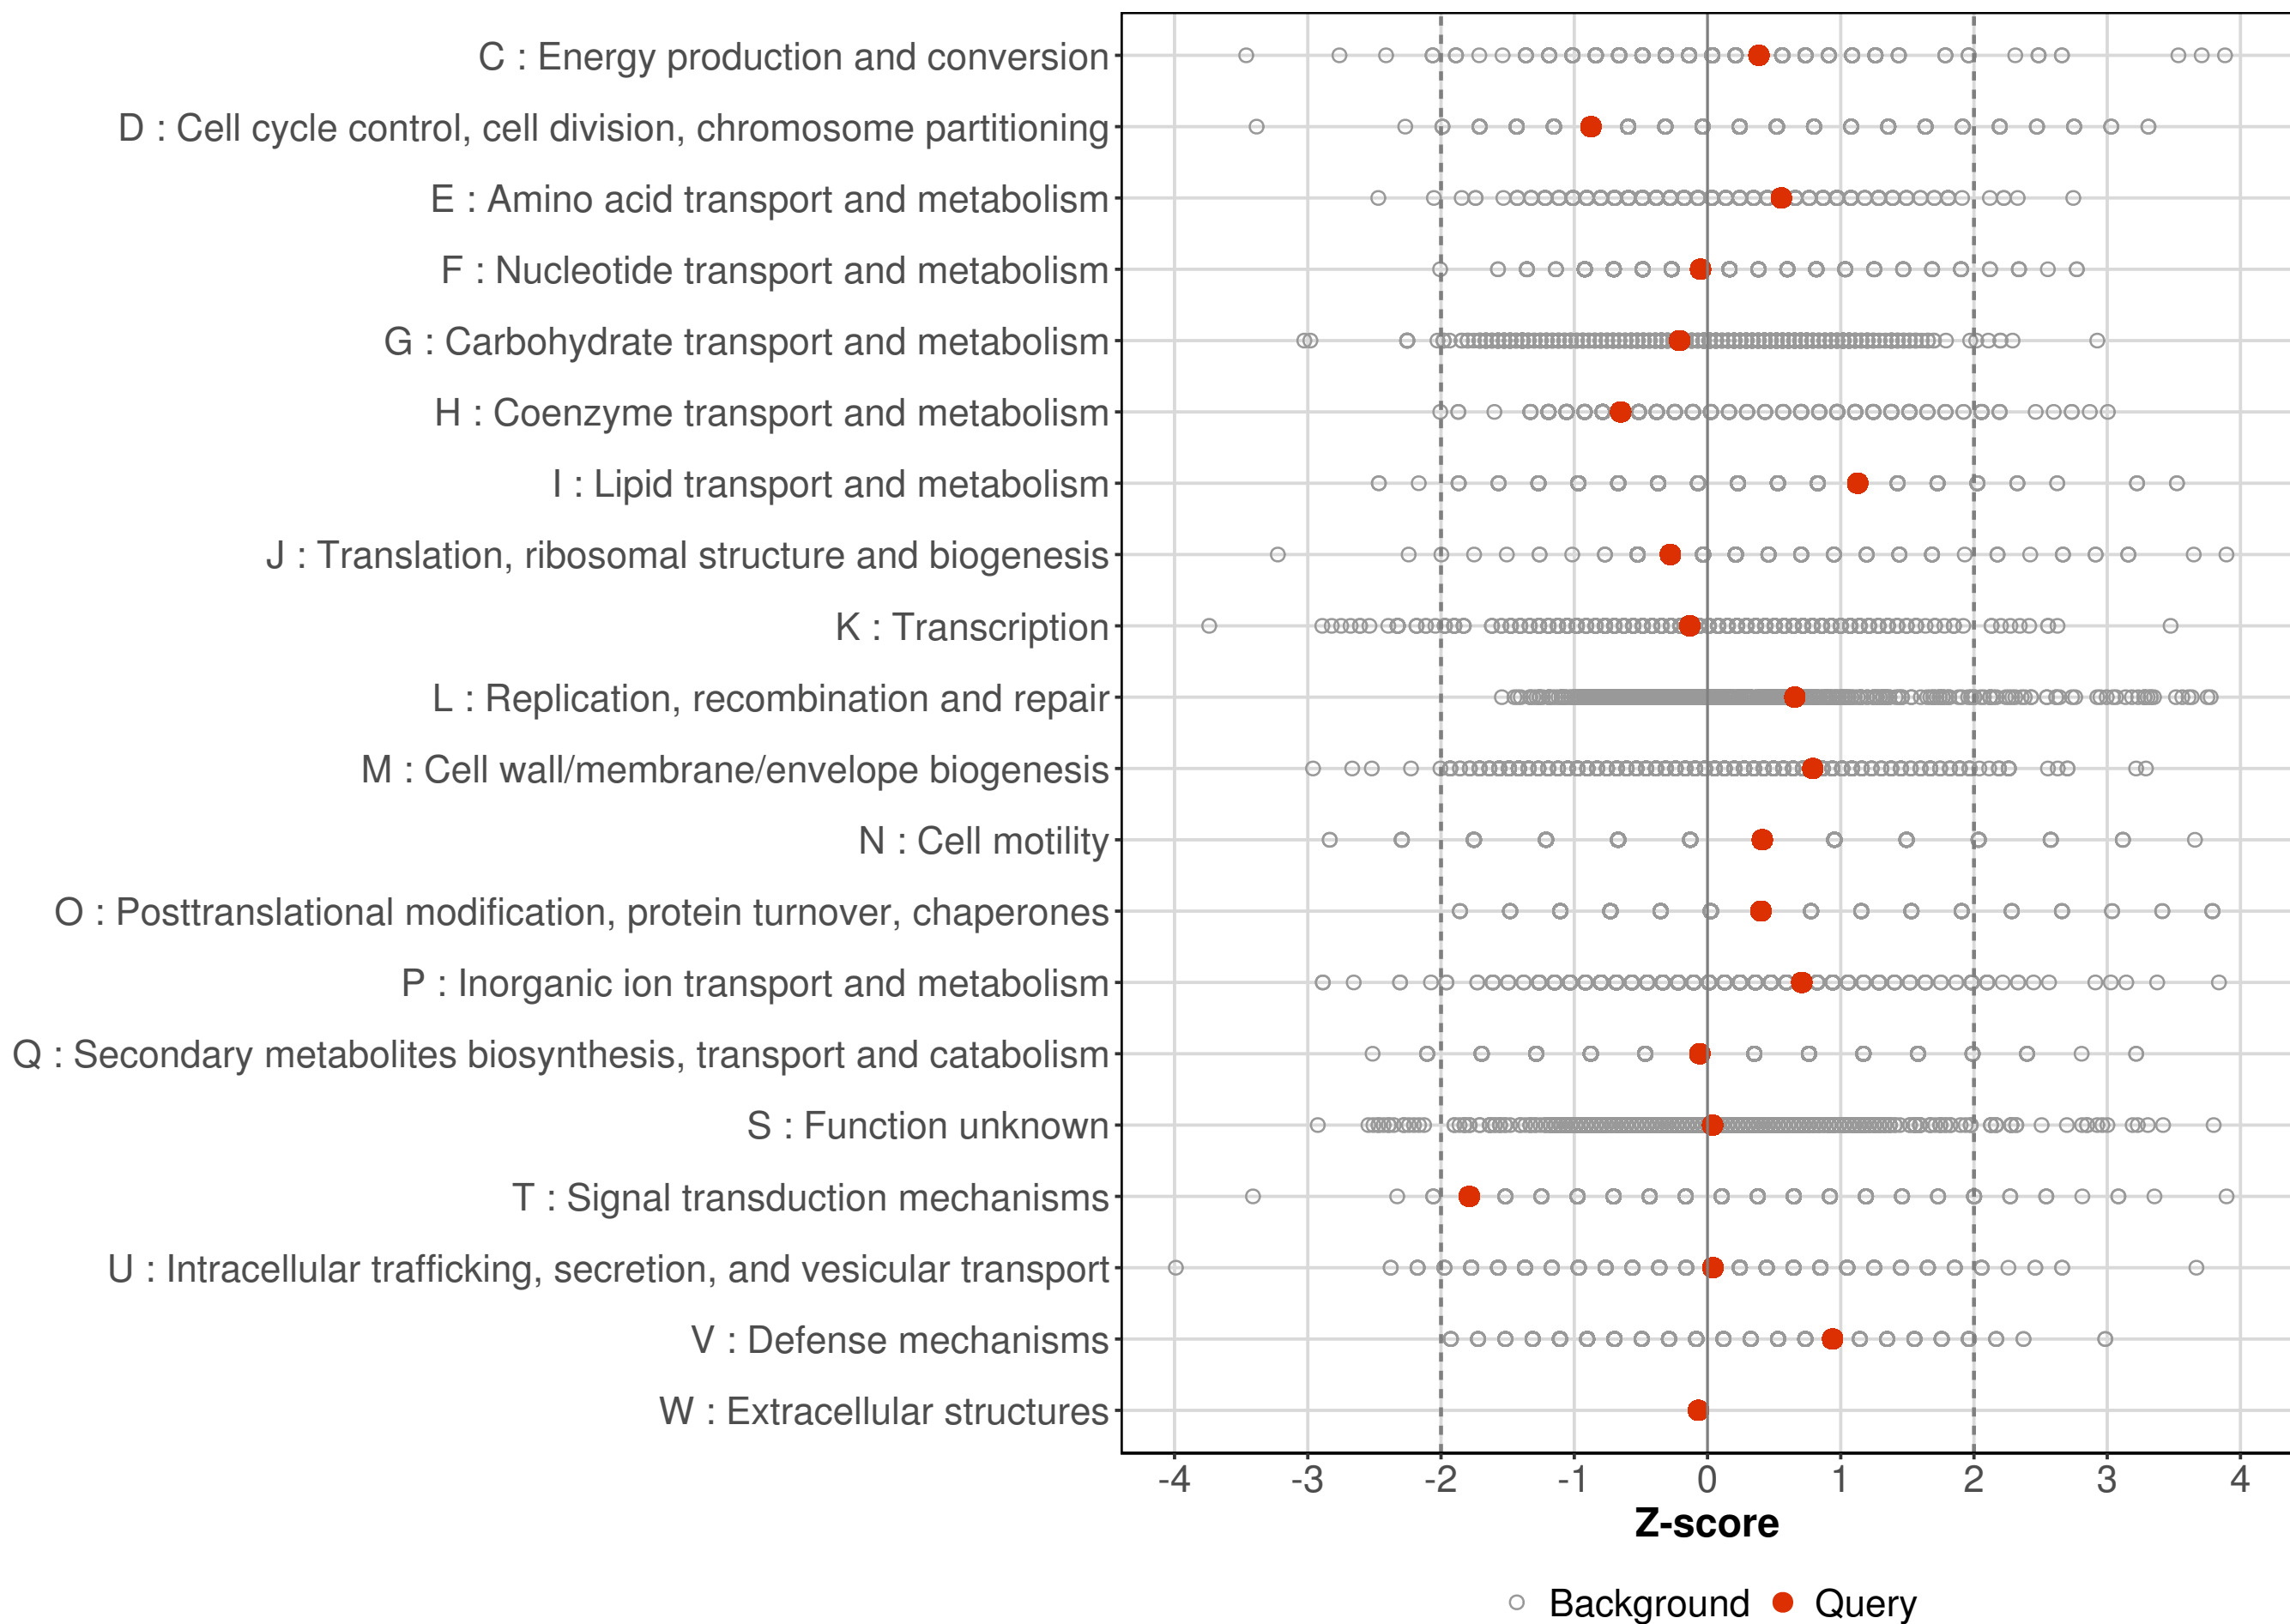 C : Energy production and conversion
D : Cell cycle control, cell division, chromosome partitioning
E : Amino acid transport and metabolism
F : Nucleotide transport and metabolism
G : Carbohydrate transport and metabolism
H : Coenzyme transport and metabolism
I : Lipid transport and metabolism
J : Translation, ribosomal structure and biogenesis
K : Transcription
L : Replication, recombination and repair
M : Cell wall/membrane/envelope biogenesis
N : Cell motility
O : Posttranslational modification, protein turnover, chaperones
P : Inorganic ion transport and metabolism
Q : Secondary metabolites biosynthesis, transport and catabolism
S : Function unknown
T : Signal transduction mechanisms
U : Intracellular trafficking, secretion, and vesicular transport
V : Defense mechanisms
W : Extracellular structures
-4 -3 -2 -1 0 1 2 3 4
Z-score
Background Query